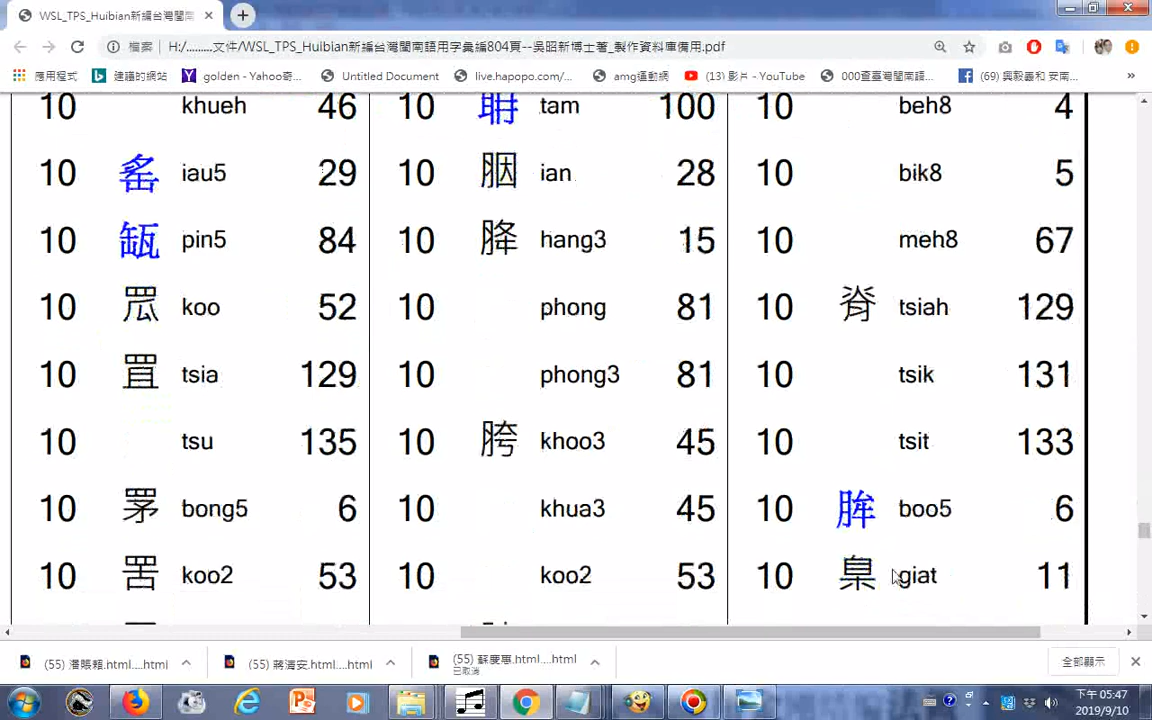 WSL_TPS_Huibian新編台灣閩南
檔案 H:/.........文件/WSL_TPS_Huibian新編台灣閩南語用字彙編804頁--吳昭新博士著_製作資料庫備用.pdf
應用程式 建議的網站 golden - Yahoo奇... Untitled Document live.hapopo.com/... amg運動網 (13) 影片 - YouTube 000查臺灣閩南語... (69) 興毅義和 安南...
10 khueh 46 10 聑 tam 100 10 beh8 4
10 䍃 iau5 29 10 胭 ian 28 10 bik8 5
10 缻 pin5 84 10 胮 hang3 15 10 meh8 67
10 罛 koo 52 10 phong 81 10 脊 tsiah 129
10 罝 tsia 129 10 phong3 81 10 tsik 131
10 tsu 135 10 胯 khoo3 45 10 tsit 133
10 罞 bong5 6 10 khua3 45 10 脢 boo5 6
10 罟 koo2 53 10 koo2 53 10 臬 giat 11
(55) 潘賬賴.html....html (55) 蔣渭安.html....html (55) 蘇慶專.html....html 全部顯示
已取消
下午 05:47
2019/9/10